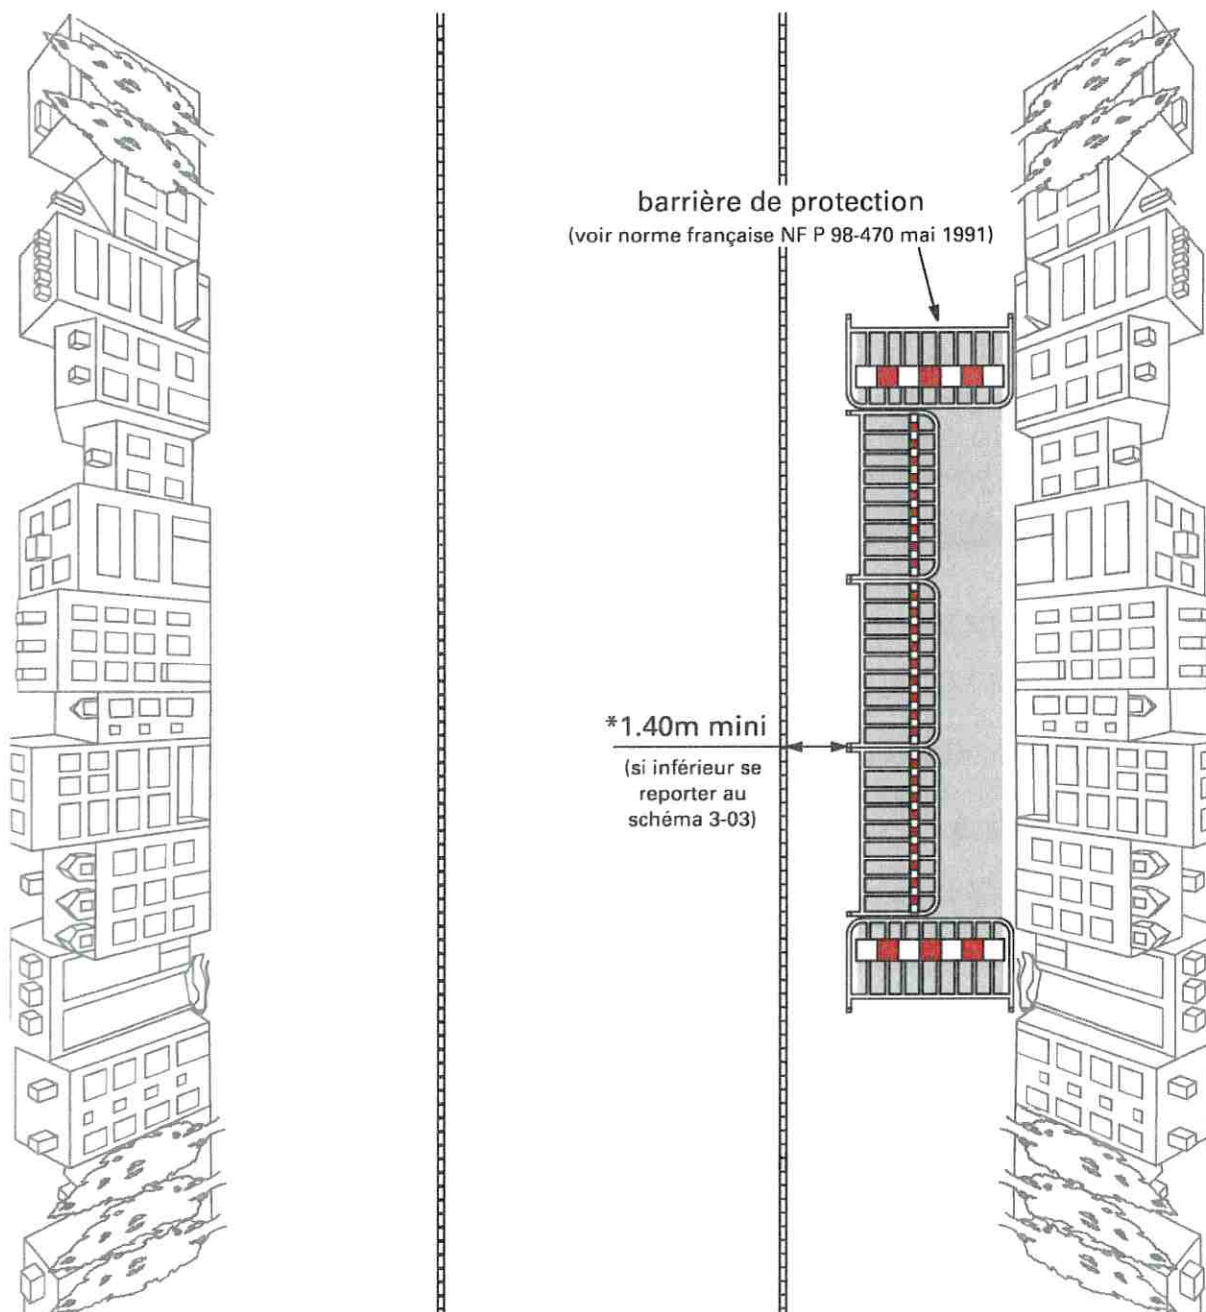 barrière de protection
(voir norme française NF P 98-470 mai 1991)
*1.40m mini
(si inférieur se
reporter au
schéma 3-03)